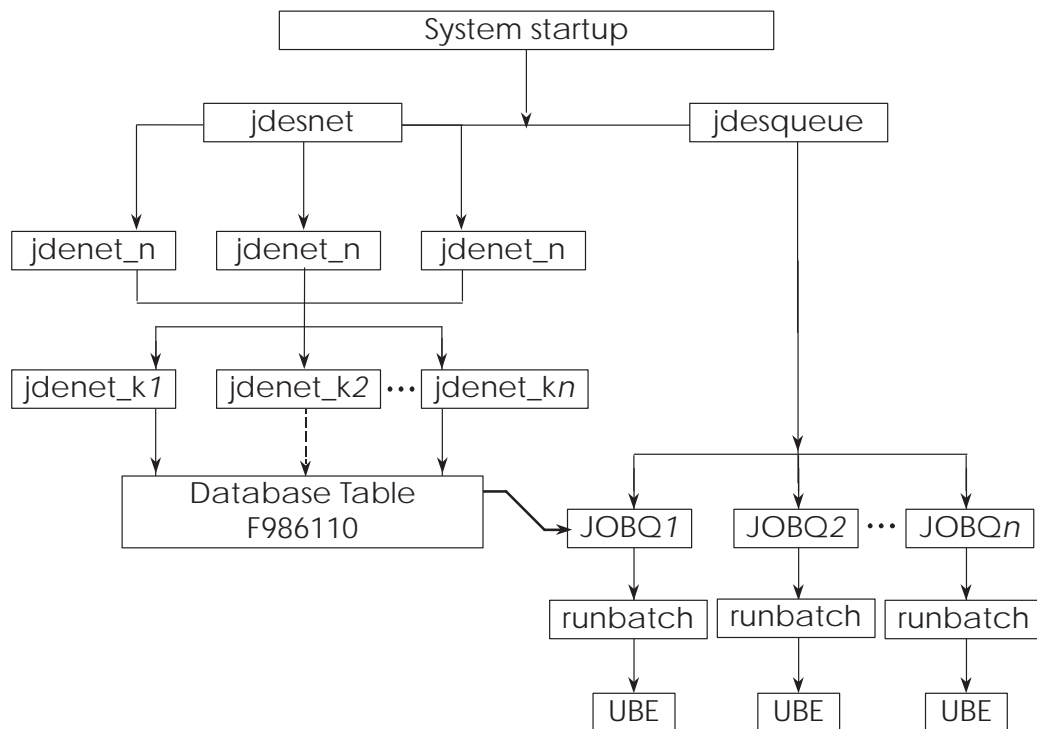 System startup
jdesnet
jdesqueue
jdenet_n
jdenet_n
jdenet_n
jdenet_k1
jdenet_k2
•••
jdenet_kn
Database Table
F986110
JOBQ1
JOBQ2
•••
JOBQn
runbatch
runbatch
runbatch
UBE
UBE
UBE